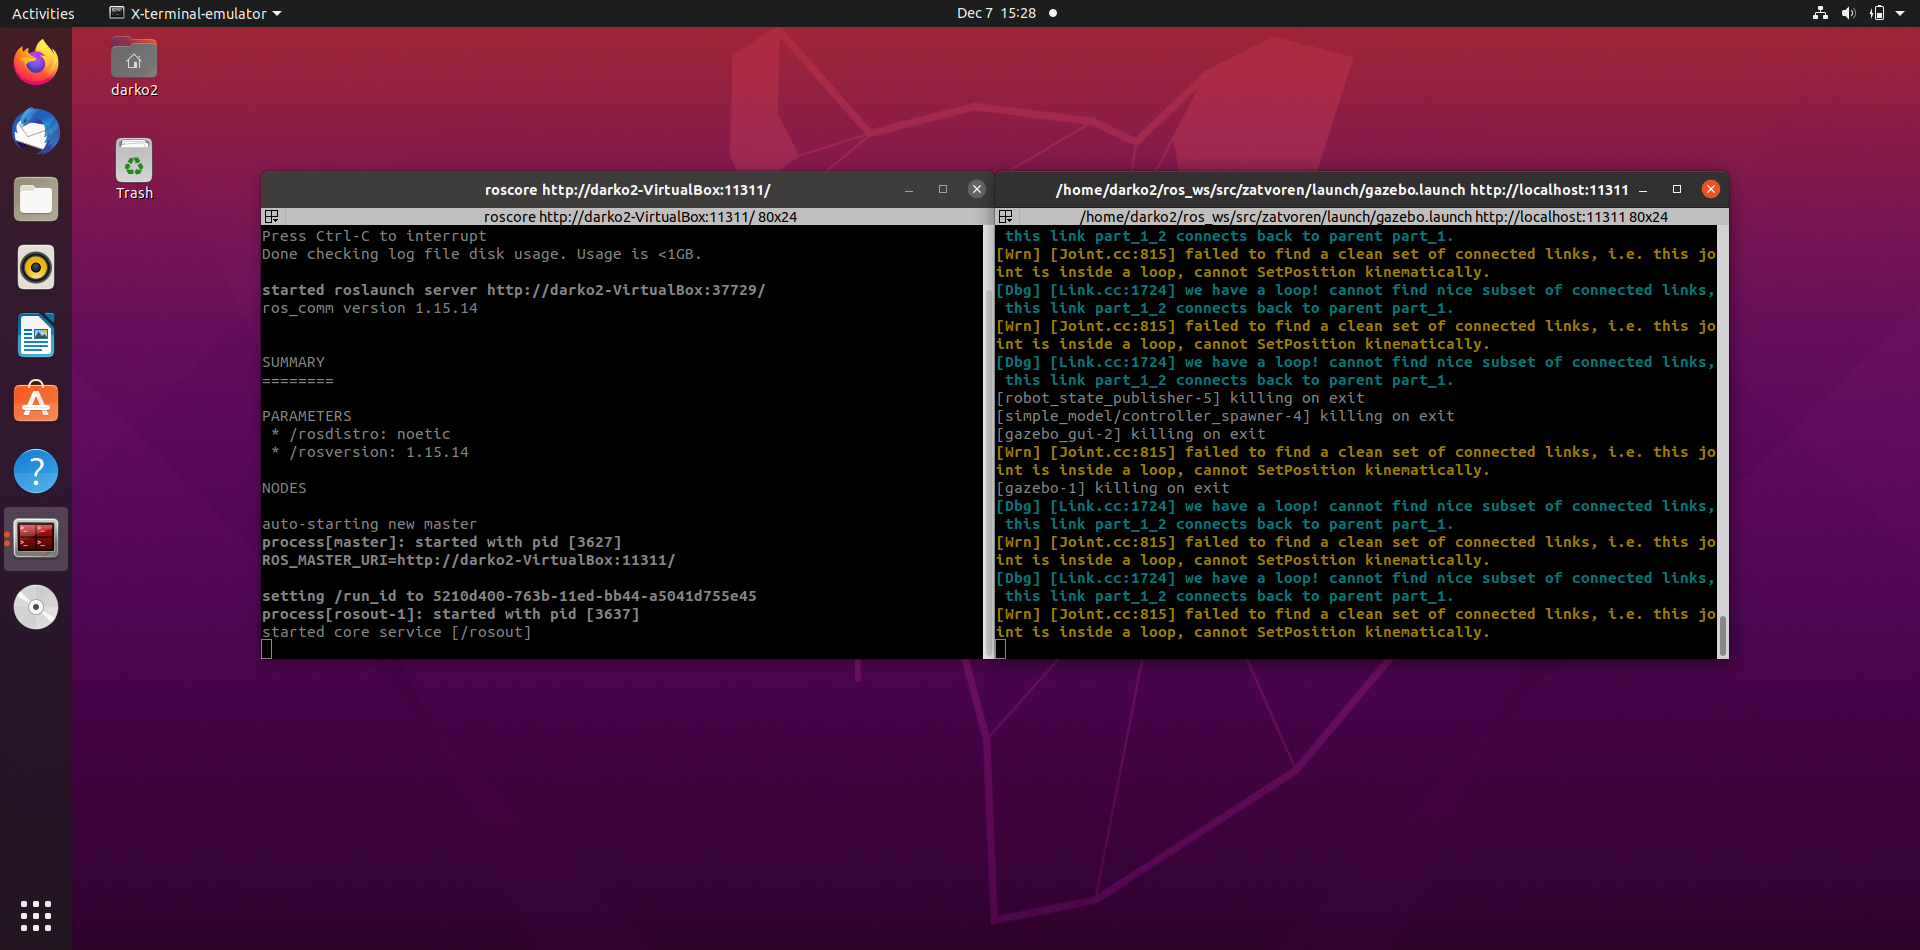 Activities
X-terminal-emulator
Dec 7 15:28
darko2
Trash
roscore http://darko2-VirtualBox:11311/
roscore http://darko2-VirtualBox:11311/ 80x24
Press Ctrl-C to interrupt
Done checking log file disk usage. Usage is <1GB.
started roslaunch server http://darko2-VirtualBox:37729/
ros_comm version 1.15.14
SUMMARY
========
PARAMETERS
* /rosdistro: noetic
* /rosversion: 1.15.14
NODES
auto-starting new master
process[master]: started with pid [3627]
ROS_MASTER_URI=http://darko2-VirtualBox:11311/
setting /run_id to 5210d400-763b-11ed-bb44-a5041d755e45
process[rosout-1]: started with pid [3637]
started core service [/rosout]
/home/darko2/ros_ws/src/zatvoren/launch/gazebo.launch http://localhost:11311
/home/darko2/ros_ws/src/zatvoren/launch/gazebo.launch http://localhost:11311 80x24
this link part_1_2 connects back to parent part_1.
[Wrn] [Joint.cc:815] failed to find a clean set of connected links, i.e. this jo
int is inside a loop, cannot SetPosition kinematically.
[Dbg] [Link.cc:1724] we have a loop! cannot find nice subset of connected links,
this link part_1_2 connects back to parent part_1.
[Wrn] [Joint.cc:815] failed to find a clean set of connected links, i.e. this jo
int is inside a loop, cannot SetPosition kinematically.
[Dbg] [Link.cc:1724] we have a loop! cannot find nice subset of connected links,
this link part_1_2 connects back to parent part_1.
[robot_state_publisher-5] killing on exit
[simple_model/controller_spawner-4] killing on exit
[gazebo_gui-2] killing on exit
[Wrn] [Joint.cc:815] failed to find a clean set of connected links, i.e. this jo
int is inside a loop, cannot SetPosition kinematically.
[gazebo-1] killing on exit
[Dbg] [Link.cc:1724] we have a loop! cannot find nice subset of connected links,
this link part_1_2 connects back to parent part_1.
[Wrn] [Joint.cc:815] failed to find a clean set of connected links, i.e. this jo
int is inside a loop, cannot SetPosition kinematically.
[Dbg] [Link.cc:1724] we have a loop! cannot find nice subset of connected links,
this link part_1_2 connects back to parent part_1.
[Wrn] [Joint.cc:815] failed to find a clean set of connected links, i.e. this jo
int is inside a loop, cannot SetPosition kinematically.